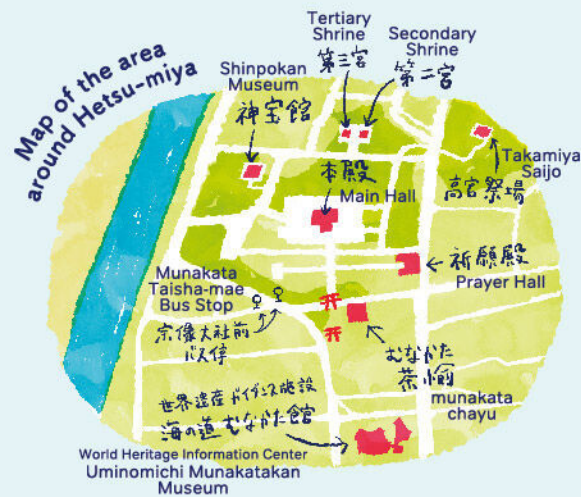 Map of the area
around Hetsu-miya
Tertiary
Shrine
第三宮
Secondary
Shrine
第二宮
Shinpokan
Museum
神宝館
Takamiya
Saijo
高宮祭場
本殿
Main Hall
祈願殿
Prayer Hall
Munakata
Taisha-mae
Bus Stop
宗像大社前
バス停
むなかた
茶愉
munakata
chayu
世界遺産ガイダンス施設
海の道むなかた館
World Heritage Information Center
Uminomichi Munakatakan
Museum